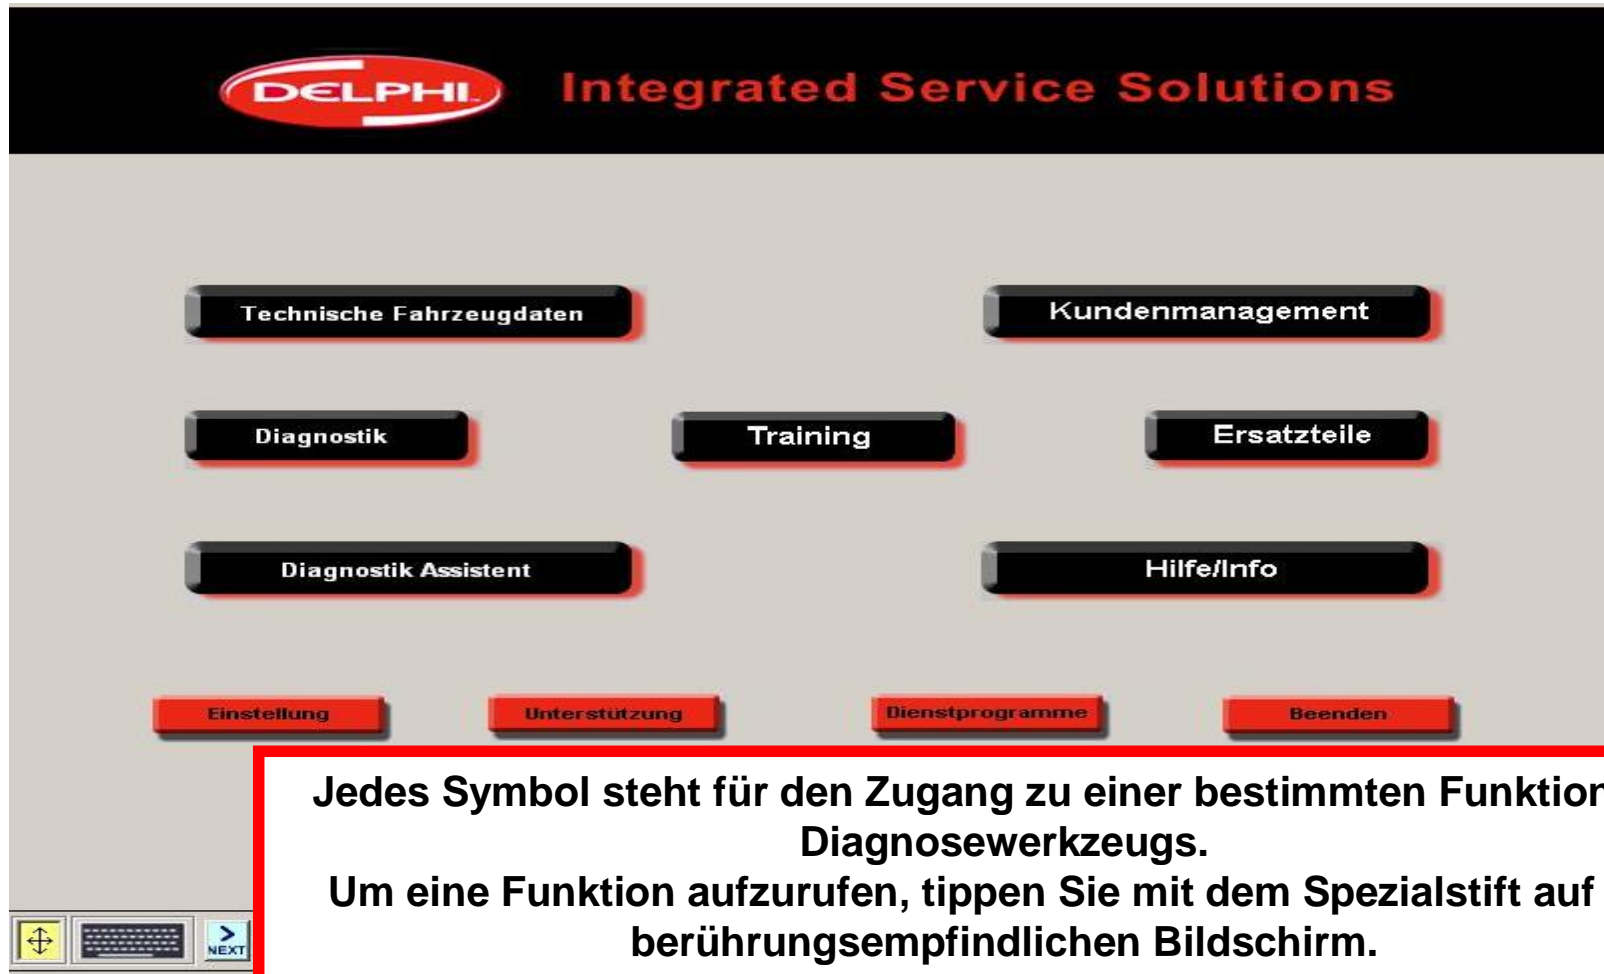 DELPHI Integrated Service Solutions
Technische Fahrzeugdaten Kundenmanagement
Diagnostik Training Ersatzteile
Diagnostik Assistent Hilfe/Info
Einstellung Unterstützung Dienstprogramme Beenden
Jedes Symbol steht für den Zugang zu einer bestimmten Funktion
Diagnosewerkzeugs.
Um eine Funktion aufzurufen, tippen Sie mit dem Spezialstift auf
berührungsempfindlichen Bildschirm.
> NEXT